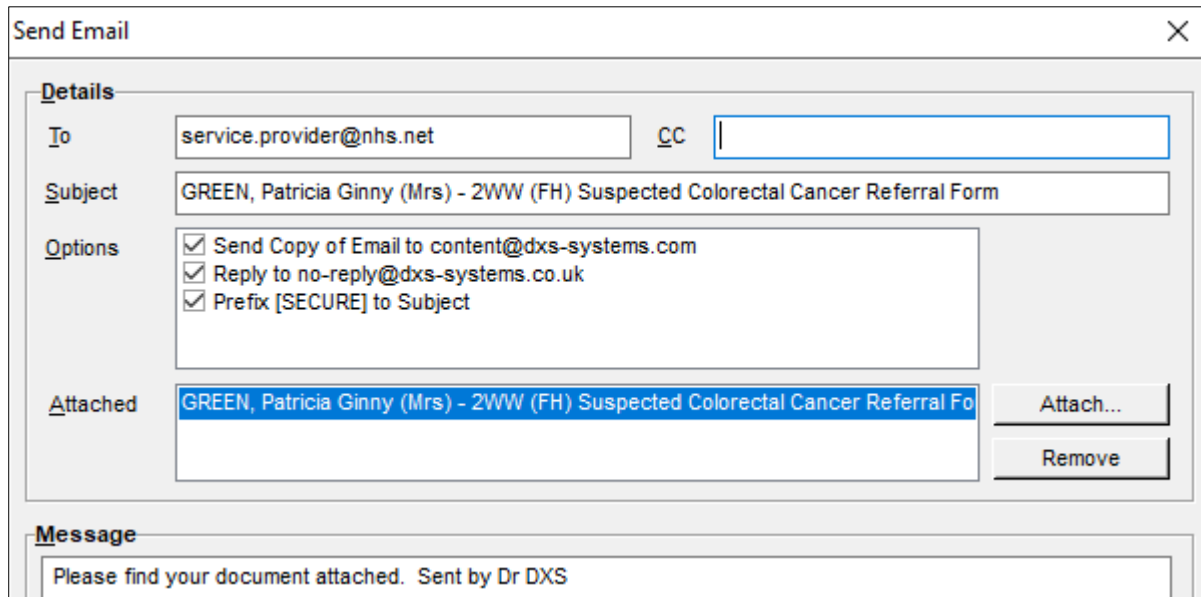 Send Email
Details
To service.provider@nhs.net CC
Subject GREEN, Patricia Ginny (Mrs) - 2WW (FH) Suspected Colorectal Cancer Referral Form
Options Send Copy of Email to content@dxs-systems.com
Reply to no-reply@dxs-systems.co.uk
Prefix [SECURE] to Subject
Attached GREEN, Patricia Ginny (Mrs) - 2WW (FH) Suspected Colorectal Cancer Referral Fo Attach...
Remove
Message
Please find your document attached. Sent by Dr DXS